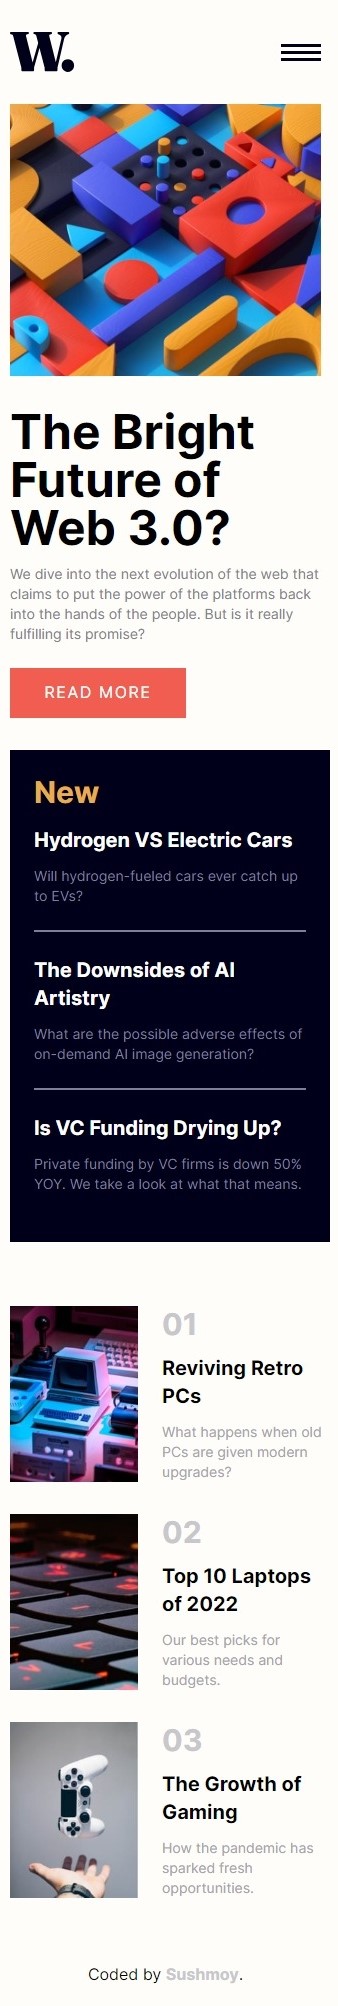 W.
The Bright
Future of
Web 3.0?
We dive into the next evolution of the web that
claims to put the power of the platforms back
into the hands of the people. But is it really
fulfilling its promise?
READ MORE
New
Hydrogen VS Electric Cars
Will hydrogen-fueled cars ever catch up
to EVs?
The Downsides of AI
Artistry
What are the possible adverse effects of
on-demand AI image generation?
Is VC Funding Drying Up?
Private funding by VC firms is down 50%
YOY. We take a look at what that means.
01
Reviving Retro
PCs
What happens when old
PCs are given modern
upgrades?
02
Top 10 Laptops
of 2022
Our best picks for
various needs and
budgets.
03
The Growth of
Gaming
How the pandemic has
sparked fresh
opportunities.
Coded by Sushmoy.